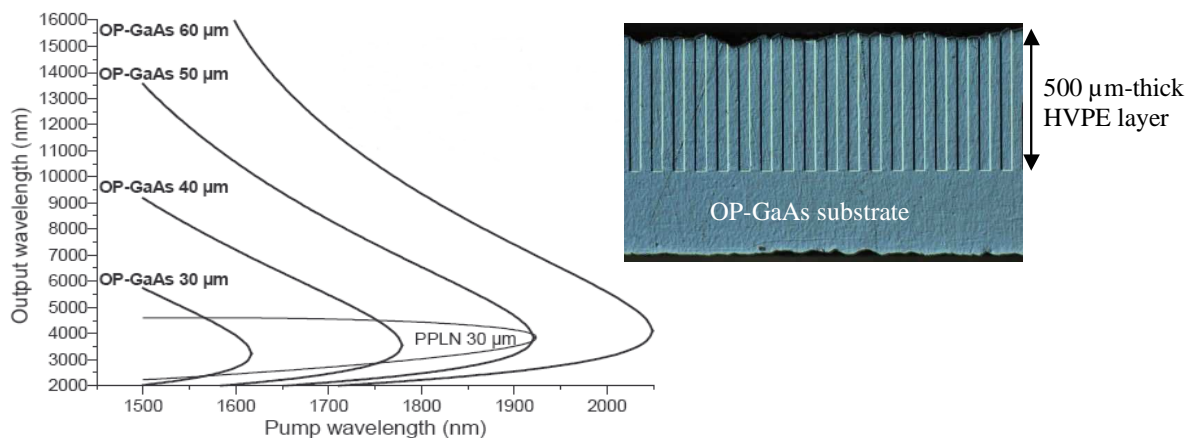 16000
15000
14000
13000
12000
11000
10000
9000
8000
7000
6000
5000
4000
3000
2000
Output wavelength (nm)
OP-GaAs 60 µm
OP-GaAs 50 µm
OP-GaAs 40 µm
OP-GaAs 30 µm
PPLN 30 µm
1500 1600 1700 1800 1900 2000
Pump wavelength (nm)
OP-GaAs substrate
500 µm-thick
HVPE layer